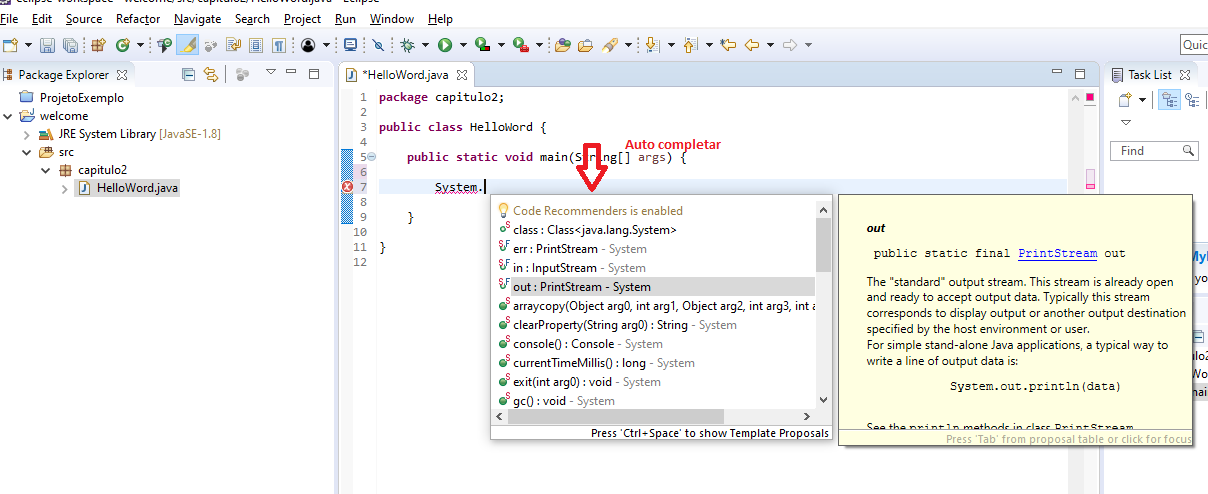 eclipse-workspace - welcome/src/capitulo2/HelloWord.java - Eclipse
File Edit Source Refactor Navigate Search Project Run Window Help
Quic
Package Explorer
ProjetoExemplo
welcome
JRE System Library [JavaSE-1.8]
src
capitulo2
HelloWord.java
*HelloWord.java
1 package capitulo2;
2
3 public class HelloWord {
4
5 public static void main(String[] args) {
6
7 System.
8
9 }
10
11 }
12
Auto completar
Code Recommenders is enabled
class : Class<java.lang.System>
err : PrintStream - System
in : InputStream - System
out : PrintStream - System
arraycopy(Object arg0, int arg1, Object arg2, int arg3, int a
clearProperty(String arg0) : String - System
console() : Console - System
currentTimeMillis() : long - System
exit(int arg0) : void - System
gc() : void - System
Press 'Ctrl+Space' to show Template Proposals
out
public static final PrintStream out
The "standard" output stream. This stream is already open
and ready to accept output data. Typically this stream
corresponds to display output or another output destination
specified by the host environment or user.
For simple stand-alone Java applications, a typical way to
write a line of output data is:
System.out.println(data)
See the println methods in class PrintStream
Press 'Tab' from proposal table or click for focus
Task List
Find